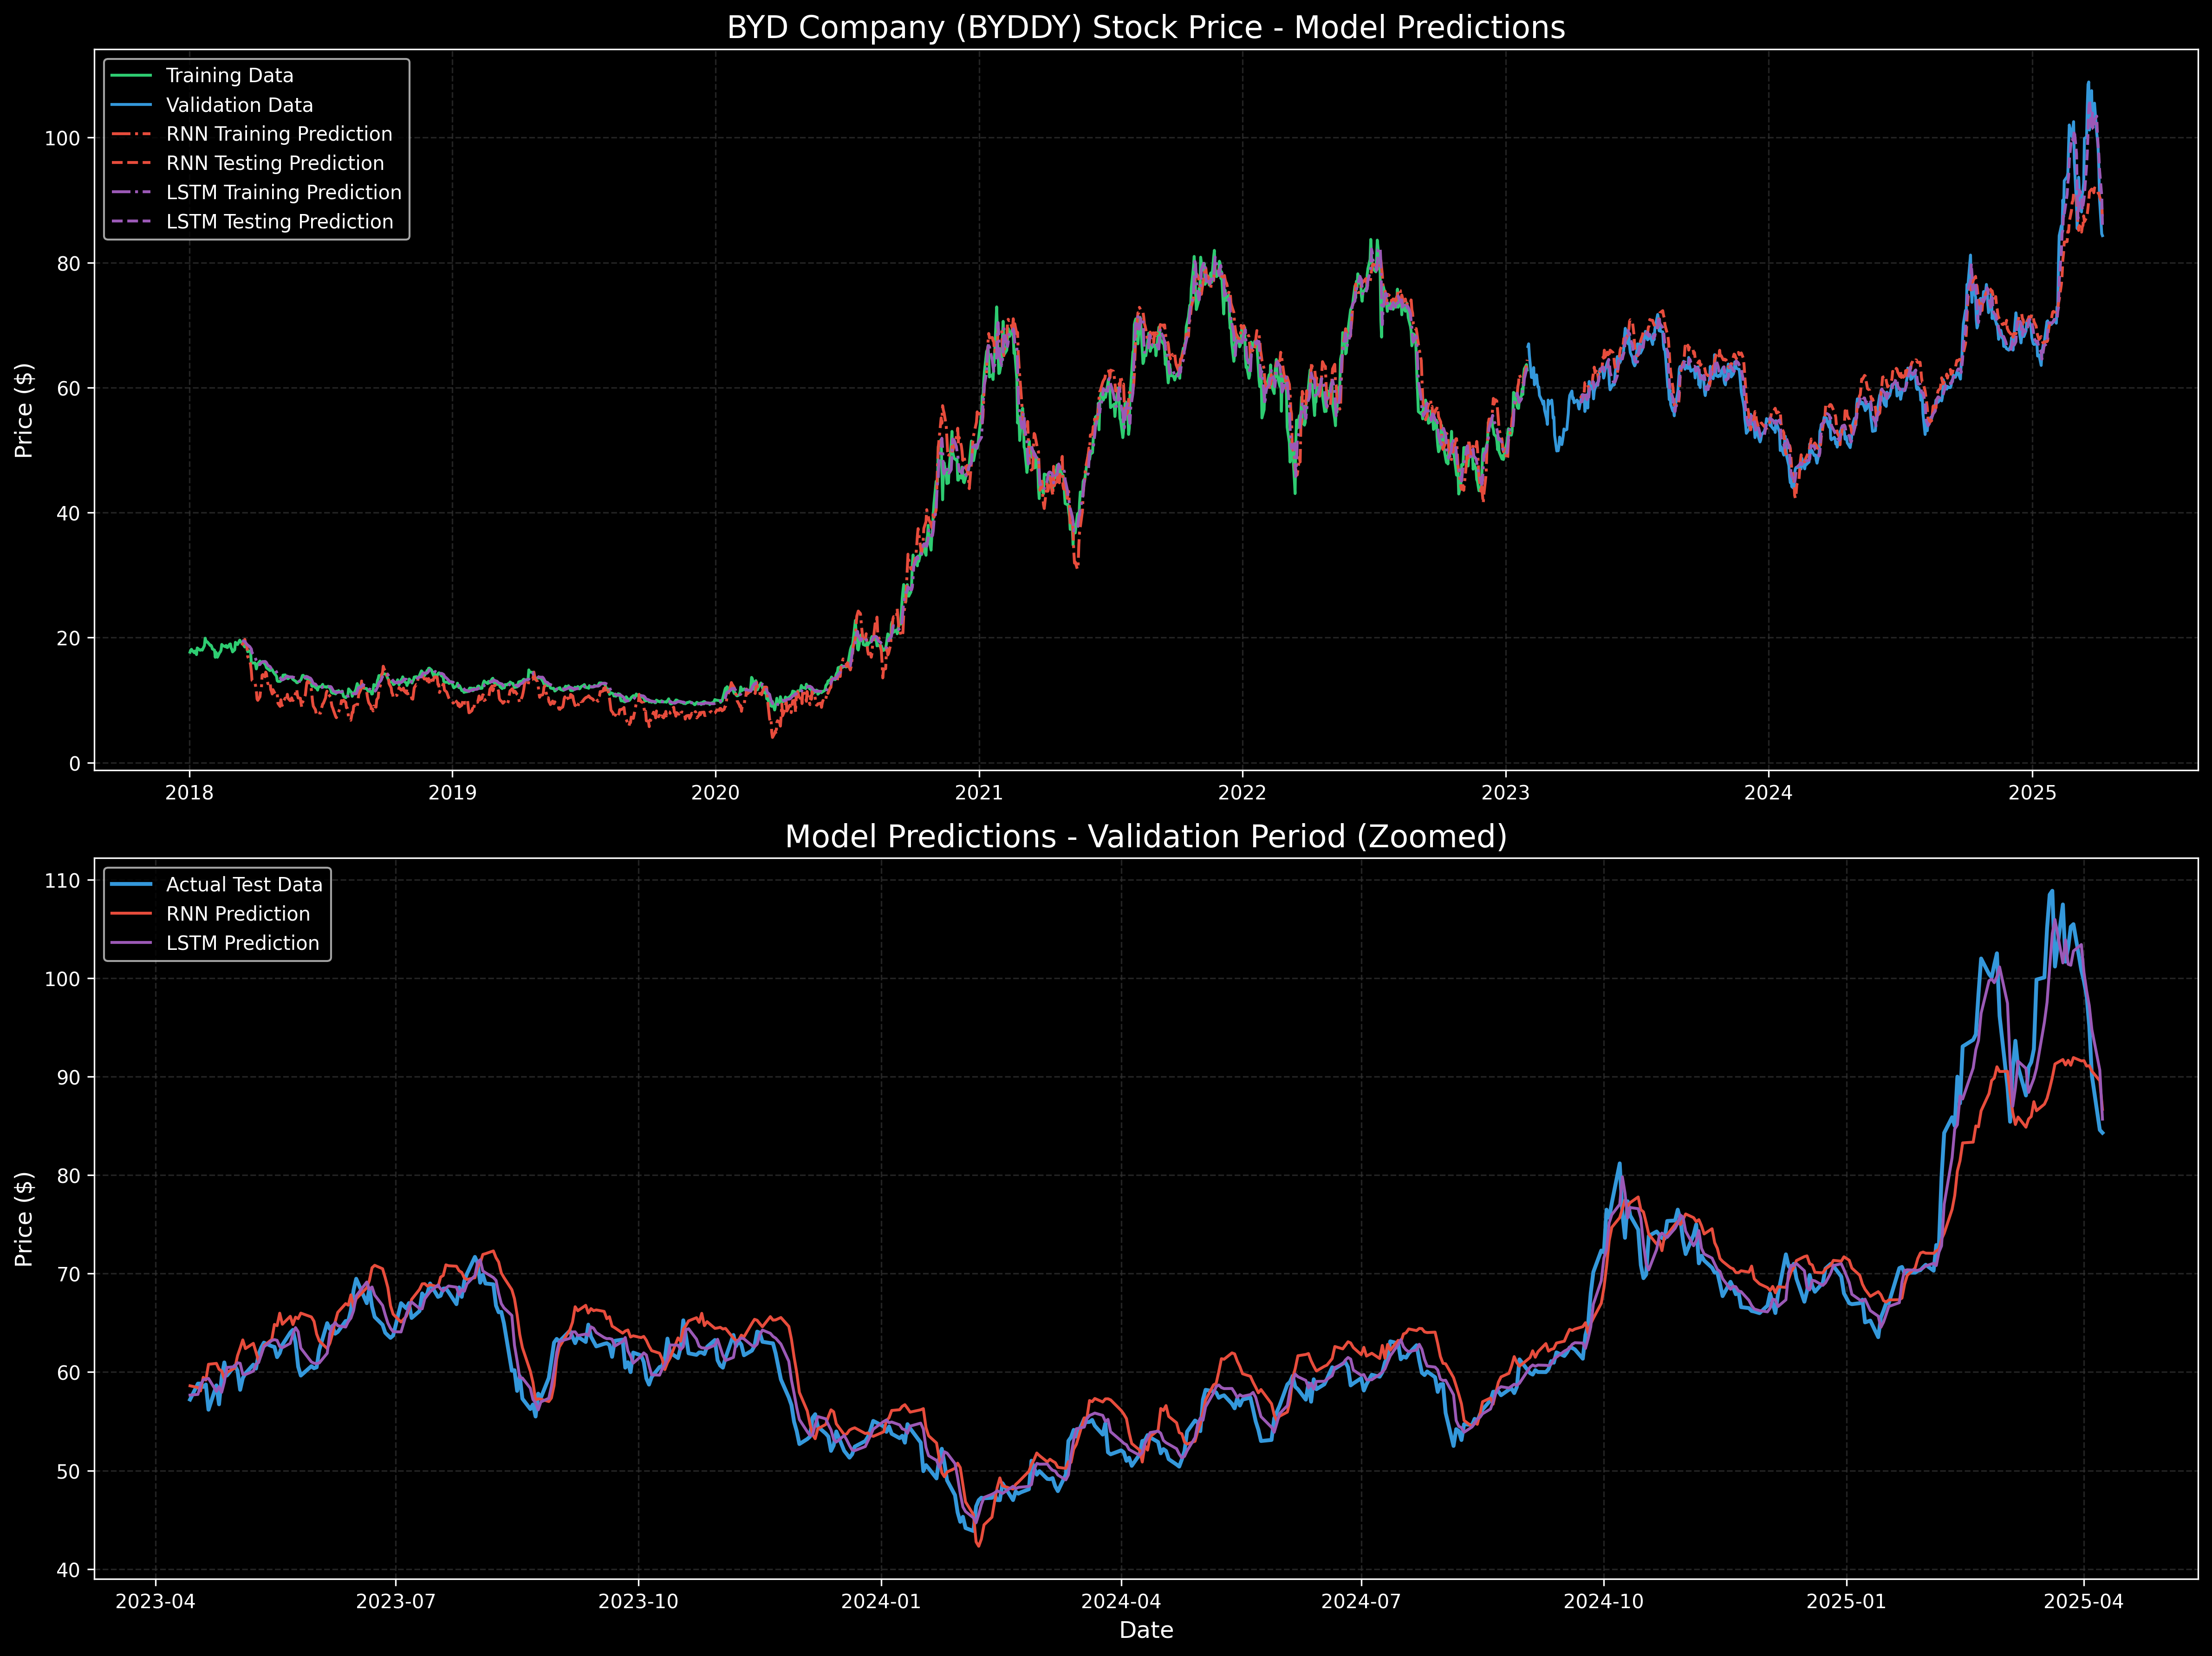 BYD Company (BYDDY) Stock Price - Model Predictions
Training Data
Validation Data
RNN Training Prediction
RNN Testing Prediction
LSTM Training Prediction
LSTM Testing Prediction
Price ($)
100
80
60
40
20
0
2018 2019 2020 2021 2022 2023 2024 2025
Model Predictions - Validation Period (Zoomed)
Actual Test Data
RNN Prediction
LSTM Prediction
Price ($)
110
100
90
80
70
60
50
40
2023-04 2023-07 2023-10 2024-01 2024-04 2024-07 2024-10 2025-01 2025-04
Date